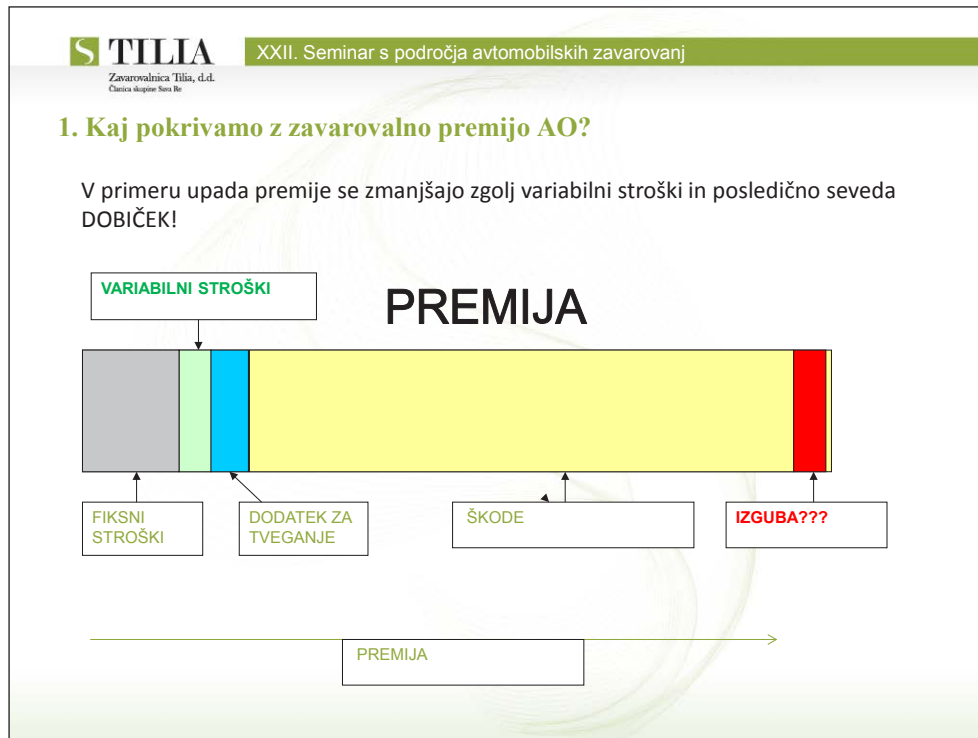 S TILIA
Zavarovalnica Tilia, d.d.
Članica skupine Sava Re
XXII. Seminar s področja avtomobilskih zavarovanj
1. Kaj pokrivamo z zavarovalno premijo AO?
V primeru upada premije se zmanjšajo zgolj variabilni stroški in posledično seveda
DOBIČEK!
VARIABILNI STROŠKI
PREMIJA
FIKSNI
STROŠKI
DODATEK ZA
TVEGANJE
ŠKODE
IZGUBA???
PREMIJA